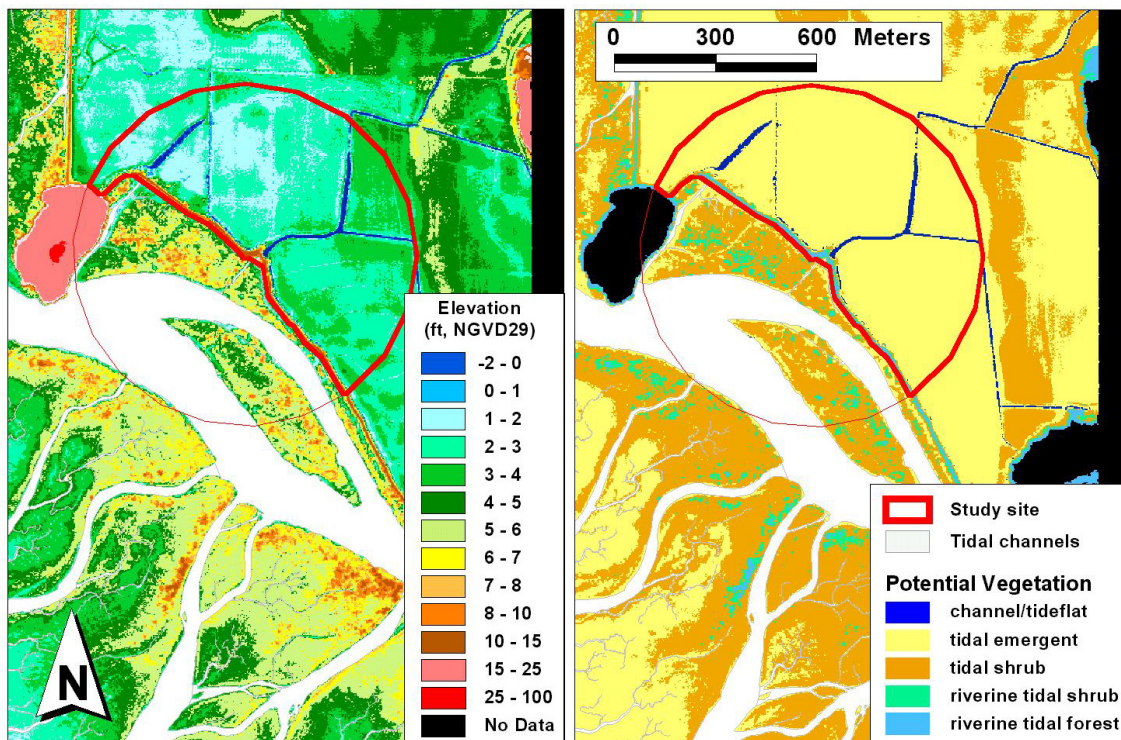 0 300 600 Meters
Elevation
(ft, NGVD29)
-2 - 0
0 - 1
1 - 2
2 - 3
3 - 4
4 - 5
5 - 6
6 - 7
7 - 8
8 - 10
10 - 15
15 - 25
25 - 100
No Data
N
Study site
Tidal channels
Potential Vegetation
channel/tideflat
tidal emergent
tidal shrub
riverine tidal shrub
riverine tidal forest